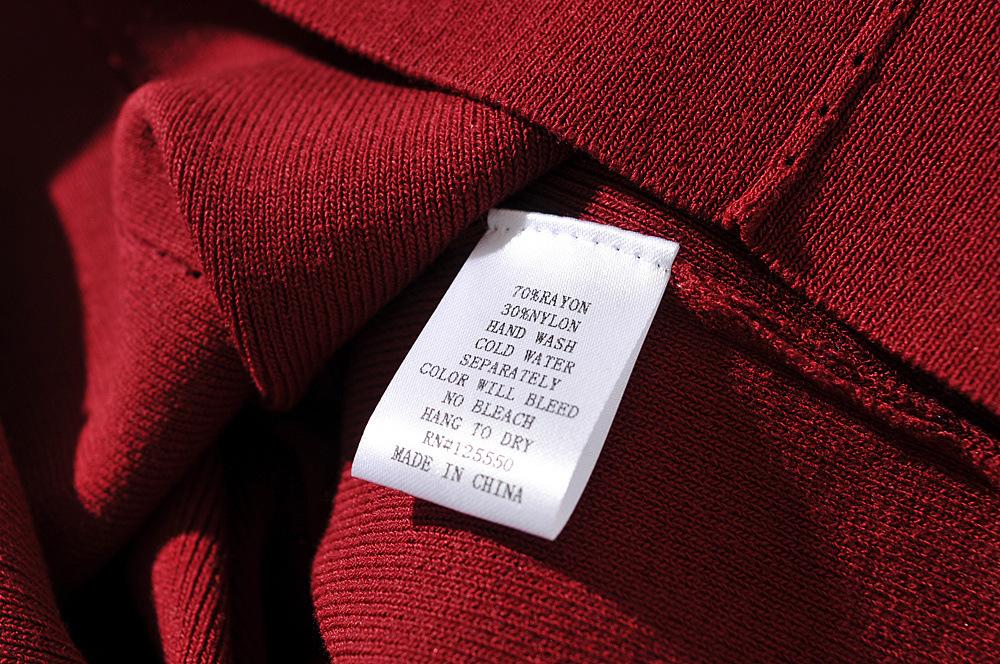 70%RAYON
30%NYLON
HAND WASH
COLD WATER
SEPARATELY
COLOR WILL BLEED
NO BLEACH
HANG TO DRY
RN#125550
MADE IN CHINA